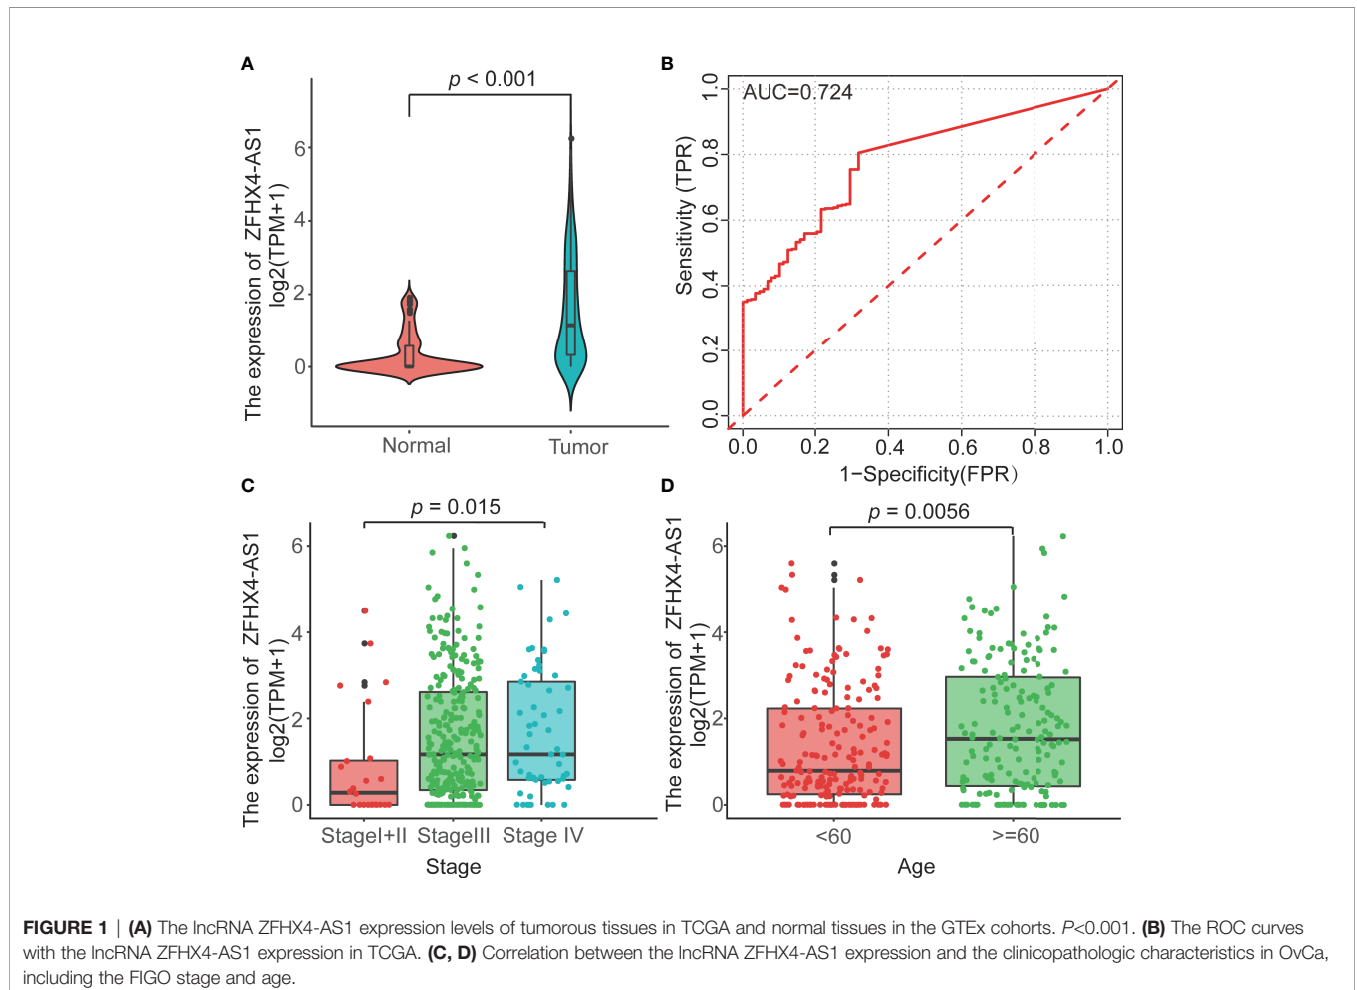 A
p < 0.001
The expression of ZFHX4-AS1
log2(TPM+1)
6
4
2
0
Normal
Tumor
B
AUC=0.724
Sensitivity (TPR)
1.0
0.8
0.6
0.4
0.2
0.0
0.0 0.2 0.4 0.6 0.8 1.0
1−Specificity(FPR）
C
p = 0.015
The expression of ZFHX4-AS1
log2(TPM+1)
6
4
2
0
StageI+II StageIII Stage IV
Stage
D
p = 0.0056
The expression of ZFHX4-AS1
log2(TPM+1)
6
4
2
0
<60
>=60
Age
FIGURE 1 | (A) The lncRNA ZFHX4-AS1 expression levels of tumorous tissues in TCGA and normal tissues in the GTEx cohorts. P<0.001. (B) The ROC curves
with the lncRNA ZFHX4-AS1 expression in TCGA. (C, D) Correlation between the lncRNA ZFHX4-AS1 expression and the clinicopathologic characteristics in OvCa,
including the FIGO stage and age.